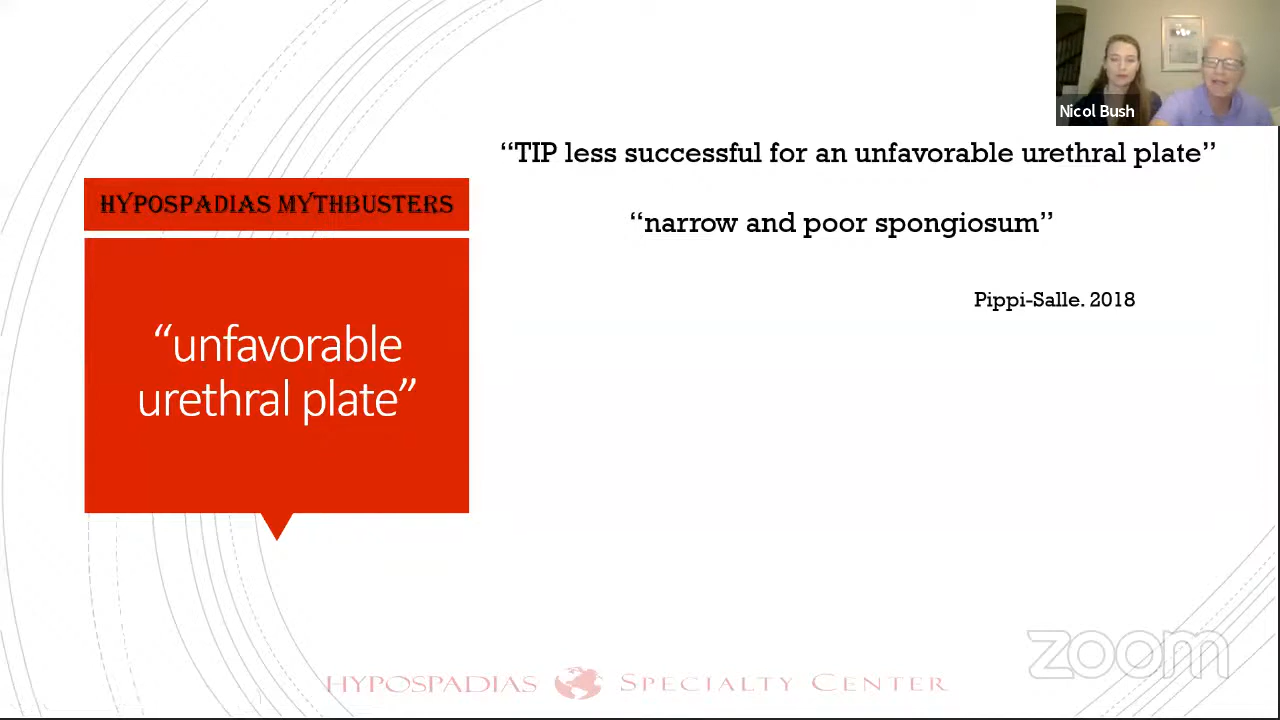 Nicol Bush
“TIP less successful for an unfavorable urethral plate”
HYPOSPADIAS MYTHBUSTERS
“narrow and poor spongiosum”
Pippi-Salle. 2018
“unfavorable
urethral plate”
zoom
HYPOSPADIAS SPECIALTY CENTER